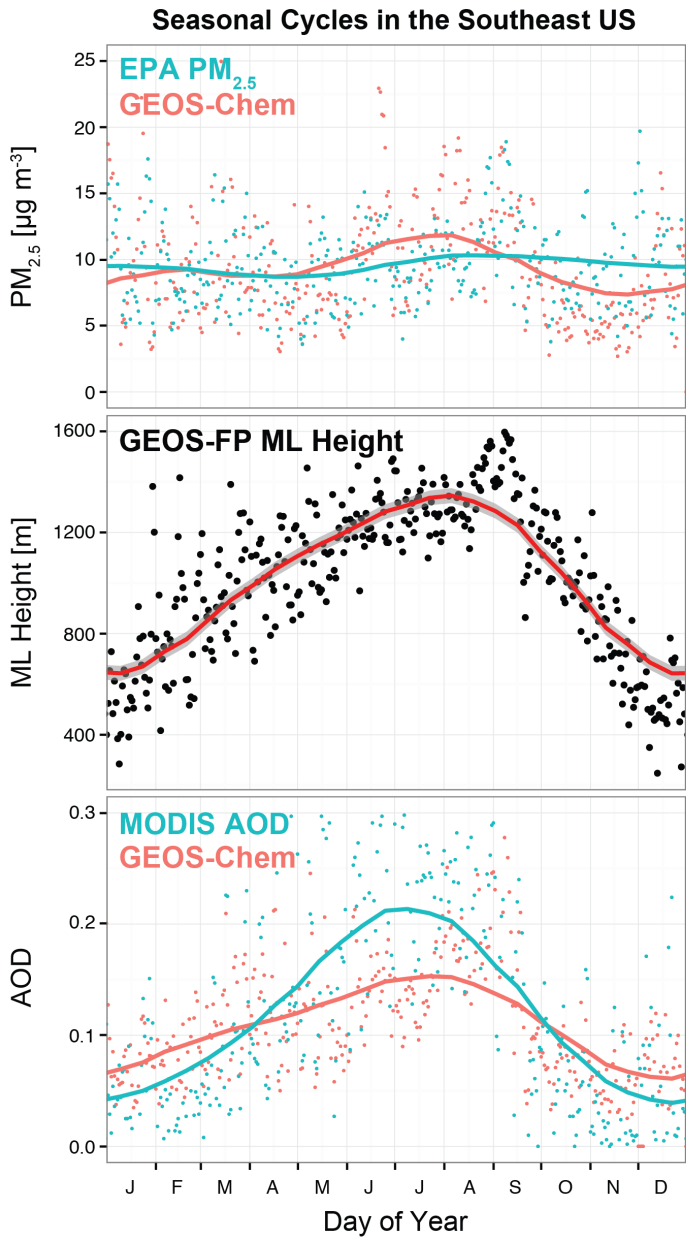 Seasonal Cycles in the Southeast US
EPA PM2.5
GEOS-Chem
25
20
15
10
5
0
PM2.5 [µg m-3]
GEOS-FP ML Height
1600
1200
800
400
ML Height [m]
MODIS AOD
GEOS-Chem
0.3
0.2
0.1
0.0
AOD
J F M A M J J A S O N D
Day of Year